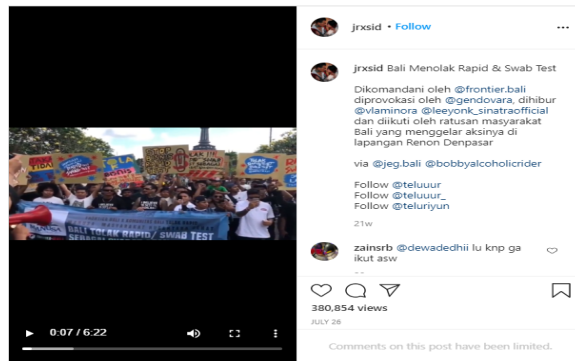 jrxsid • Follow
jrxsid Bali Menolak Rapid & Swab Test
Dikomandani oleh @frontier.bali
diprovokasi oleh @gendovara, dihibur
@vlaminora @leeyonk_sinatraofficial
dan diikuti oleh ratusan masyarakat
Bali yang menggelar aksinya di
lapangan Renon Denpasar
via @jeg.bali @bobbyalcoholicrider
Follow @teluuur
Follow @teluuur_
Follow @teluriyun
21w
zainsrb @dewadedhii lu knp ga
ikut asw
380,854 views
JULY 26
Comments on this post have been limited.
BALI TOLAK RAPID/ SWAB TEST
0:07 / 6:22